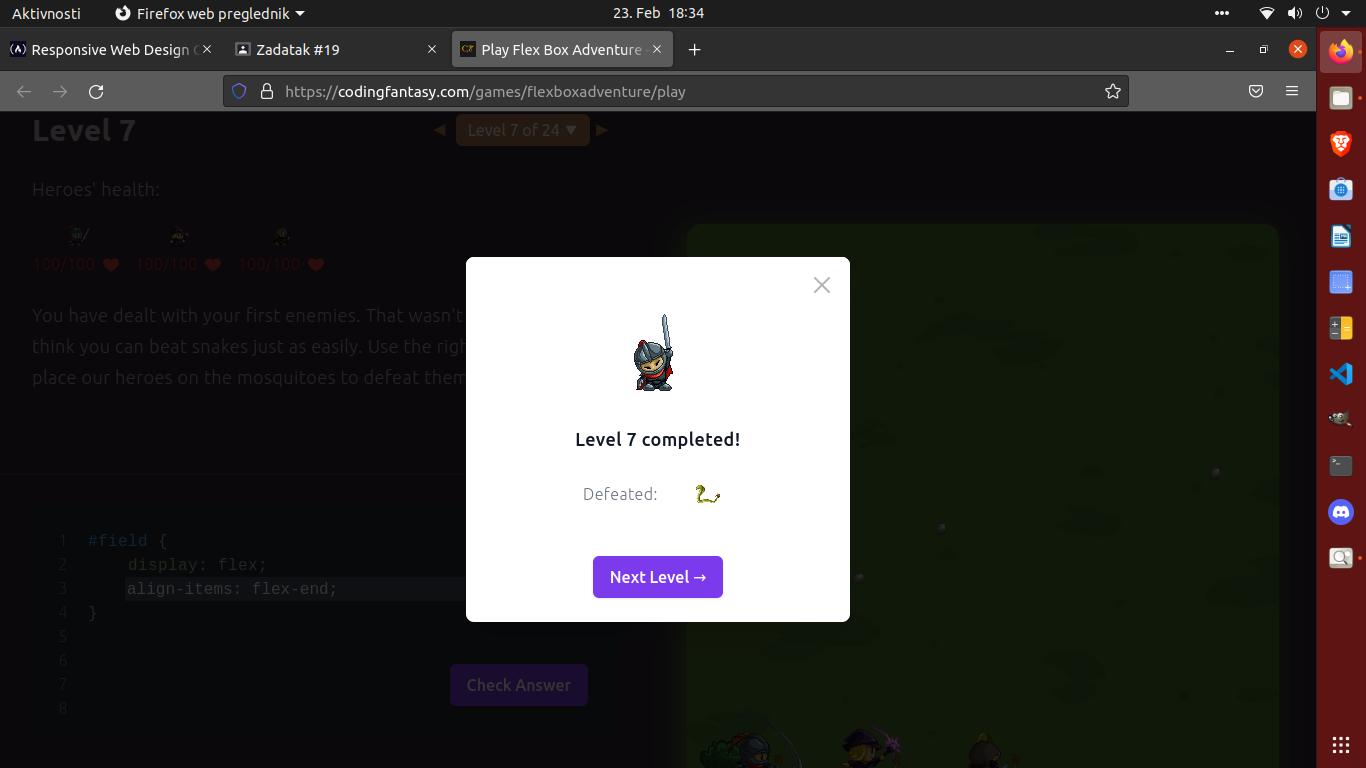 Aktivnosti
Firefox web preglednik
23. Feb 18:34
Responsive Web Design
Zadatak #19
Play Flex Box Adventure
https://codingfantasy.com/games/flexboxadventure/play
Level 7
Level 7 of 24 ▼
Heroes' health:
100/100
100/100
100/100
You have dealt with your first enemies. That wasn't
think you can beat snakes just as easily. Use the
place our heroes on the mosquitoes to defeat them
Level 7 completed!
Defeated:
Next Level →
1 #field {
2 display: flex;
3 align-items: flex-end;
4 }
5
6
7
8
Check Answer